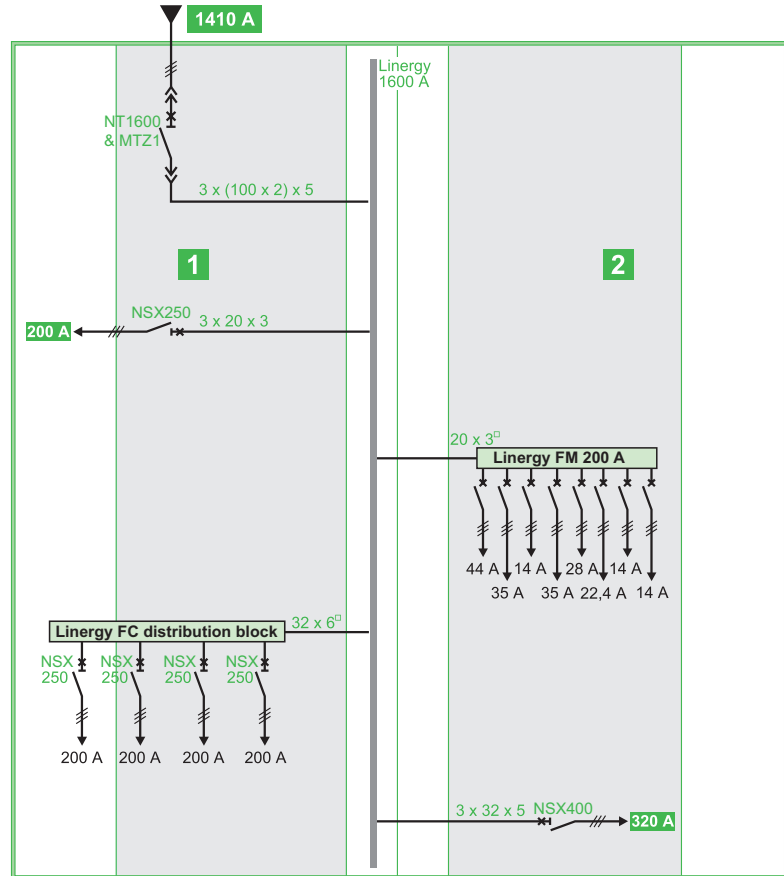 1410 A
Linergy
1600 A
NT1600
& MTZ1
3 x (100 x 2) x 5
1
2
NSX250
200 A
3 x 20 x 3
20 x 3□
Linergy FM 200 A
44 A
14 A
28 A
14 A
35 A
35 A
22,4 A
14 A
Linergy FC distribution block
32 x 6□
NSX
250
NSX
250
NSX
250
NSX
250
200 A
200 A
200 A
200 A
3 x 32 x 5
NSX400
320 A